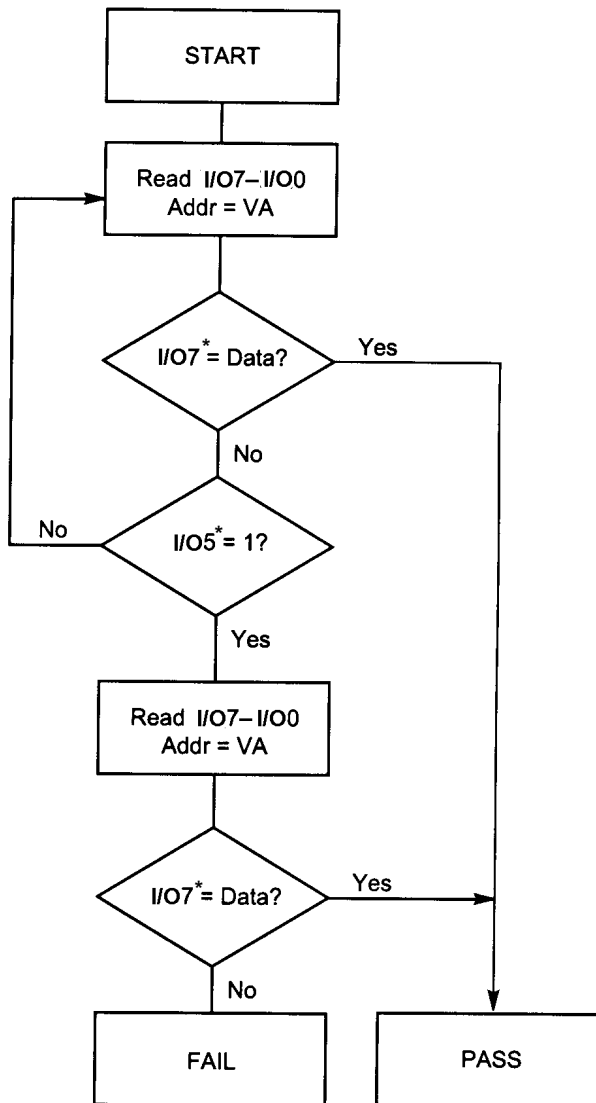 START
Read I/O7–I/O0
Addr = VA
I/O7*= Data?
Yes
No
No
I/O5*= 1?
Yes
Read I/O7–I/O0
Addr = VA
I/O7*= Data?
Yes
No
FAIL
PASS